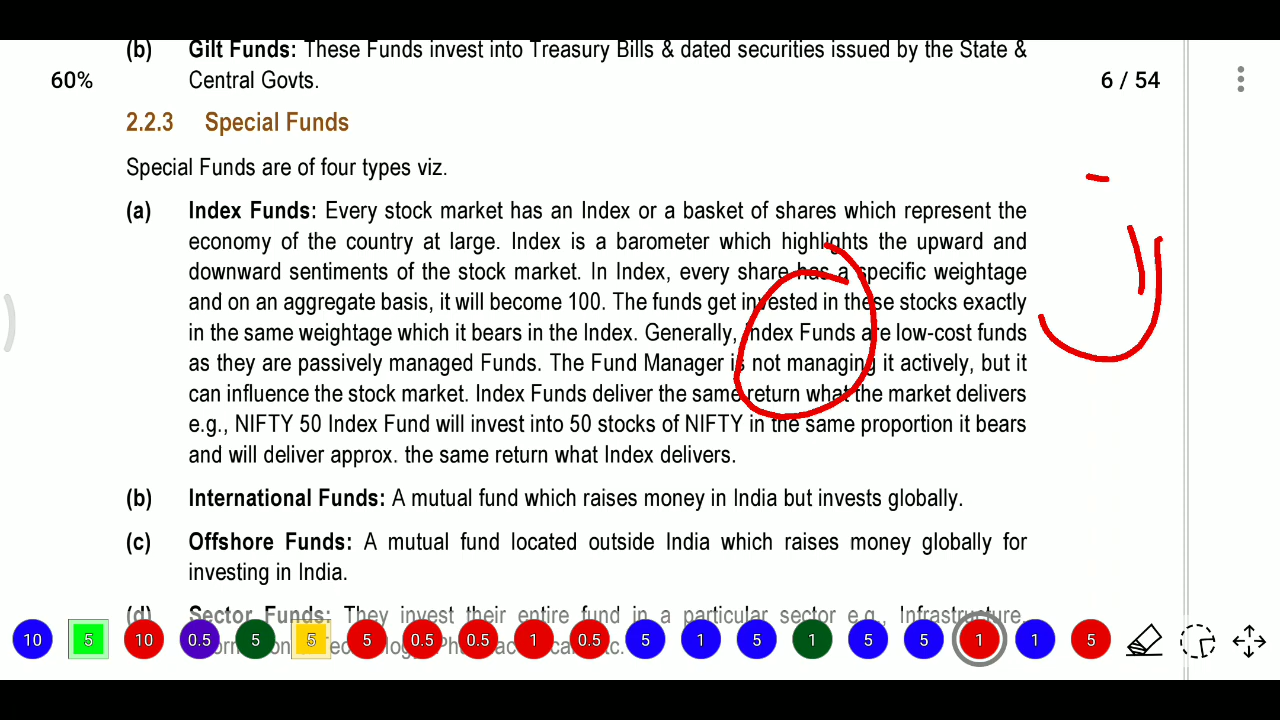 (b) Gilt Funds: These Funds invest into Treasury Bills & dated securities issued by the State &
60% Central Govts. 6 / 54
2.2.3 Special Funds
Special Funds are of four types viz.
(a) Index Funds: Every stock market has an Index or a basket of shares which represent the
economy of the country at large. Index is a barometer which highlights the upward and
downward sentiments of the stock market. In Index, every share has a specific weightage
and on an aggregate basis, it will become 100. The funds get invested in these stocks exactly
in the same weightage which it bears in the Index. Generally, Index Funds are low-cost funds
as they are passively managed Funds. The Fund Manager is not managing it actively, but it
can influence the stock market. Index Funds deliver the same return what the market delivers
e.g., NIFTY 50 Index Fund will invest into 50 stocks of NIFTY in the same proportion it bears
and will deliver approx. the same return what Index delivers.
(b) International Funds: A mutual fund which raises money in India but invests globally.
(c) Offshore Funds: A mutual fund located outside India which raises money globally for
investing in India.
(d) Sector Funds: They invest their entire fund in a particular sector e.g., Infrastructure,
10 5 10 0.5 5 5 5 0.5 0.5 1 0.5 5 1 5 1 5 5 1 1 5